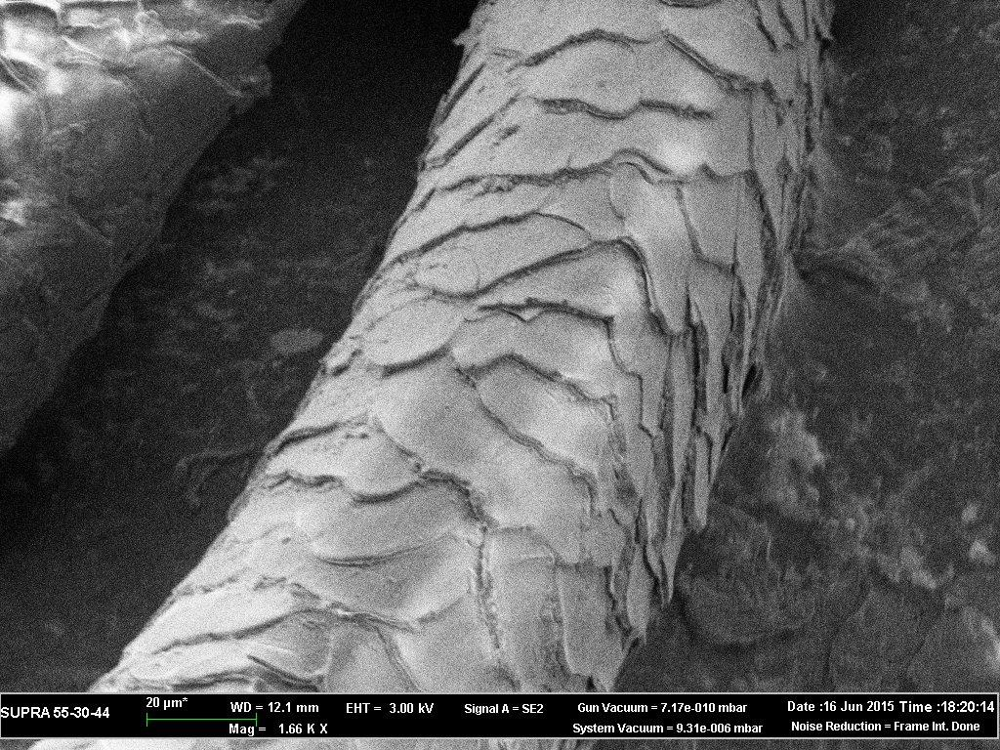 SUPRA 55-30-44
20 µm*
WD = 12.1 mm
EHT = 3.00 kV
Signal A = SE2
Gun Vacuum = 7.17e-010 mbar
Date :16 Jun 2015 Time :18:20:14
Mag = 1.66 K X
System Vacuum = 9.31e-006 mbar
Noise Reduction = Frame Int. Done